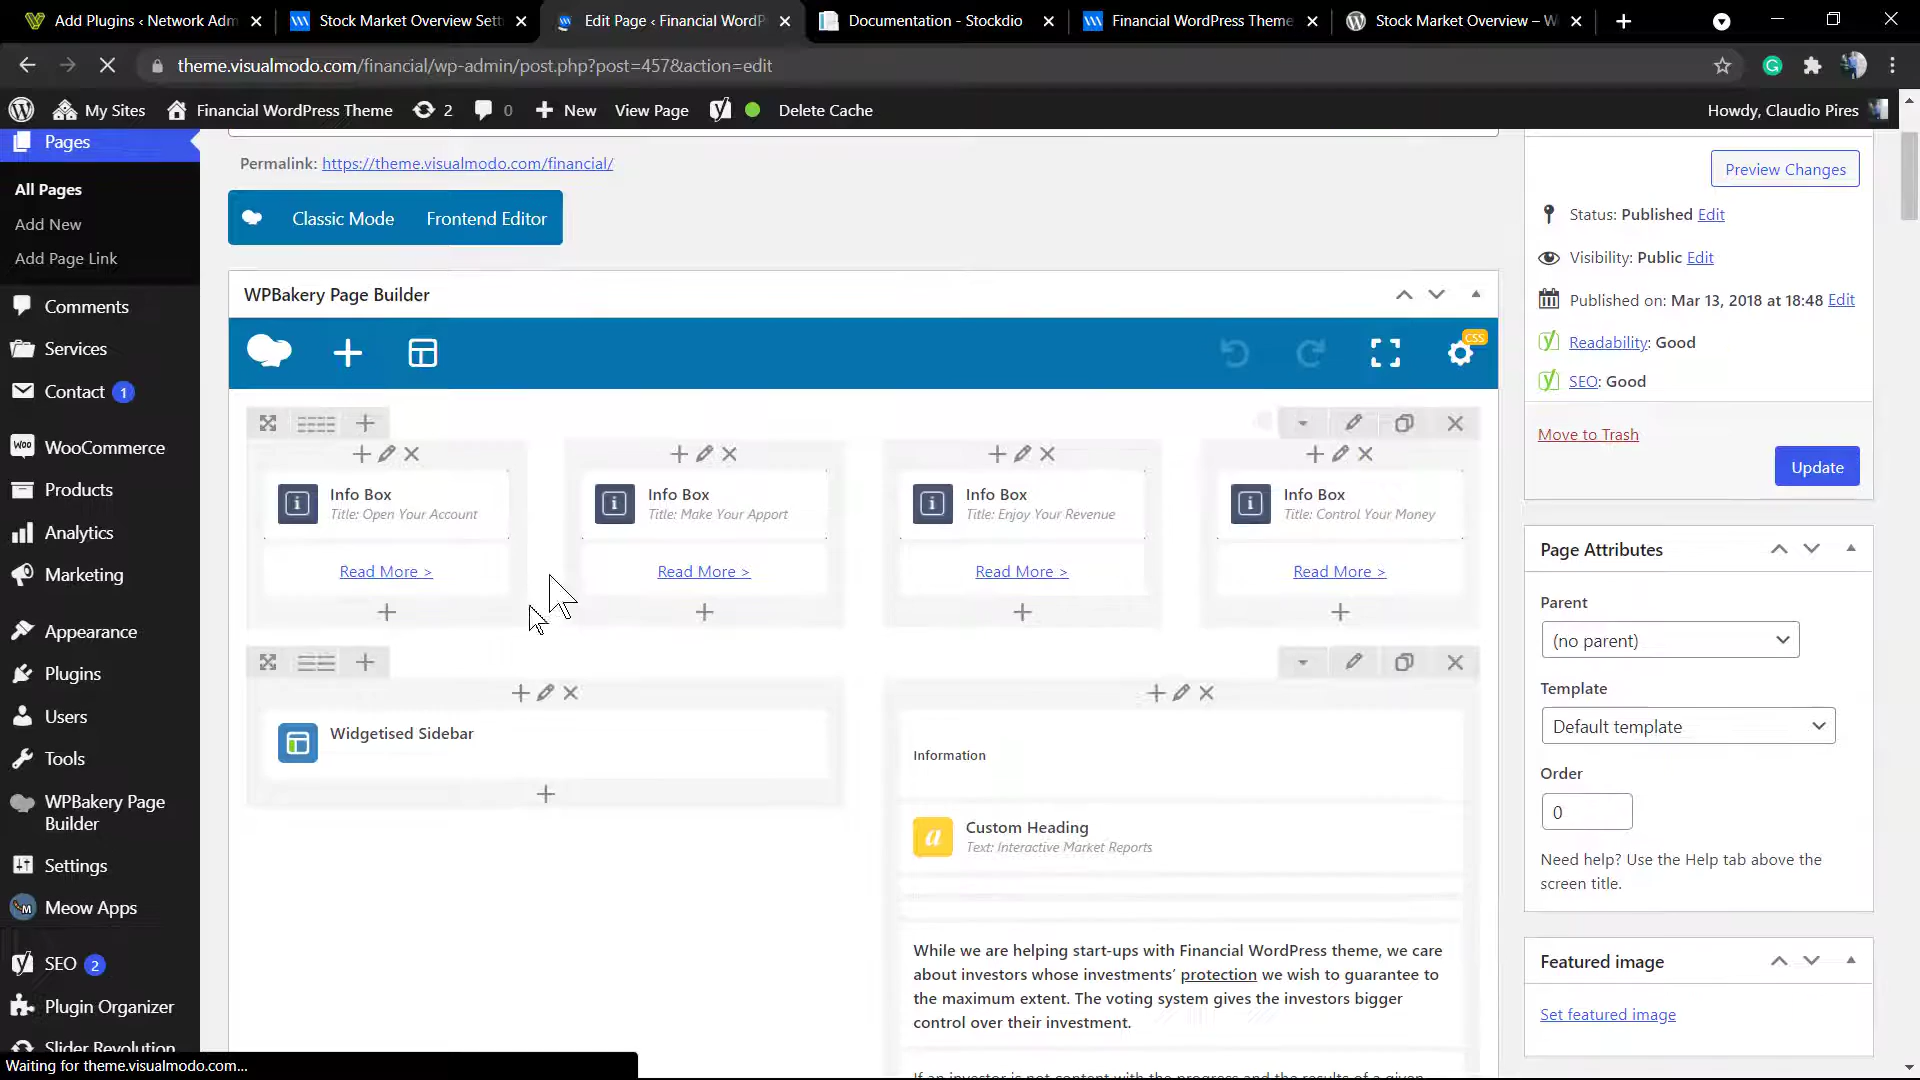 Add Plugins ‹ Network Adm
Stock Market Overview Sett
Edit Page ‹ Financial WordP
Documentation - Stockdio
Financial WordPress Theme
Stock Market Overview – W
theme.visualmodo.com/financial/wp-admin/post.php?post=457&action=edit
My Sites
Financial WordPress Theme
2
0
New
View Page
Delete Cache
Howdy, Claudio Pires
Pages
All Pages
Add New
Add Page Link
Comments
Services
Contact 1
WooCommerce
Products
Analytics
Marketing
Appearance
Plugins
Users
Tools
WPBakery Page
Builder
Settings
Meow Apps
SEO 2
Plugin Organizer
Slider Revolution
Permalink: https://theme.visualmodo.com/financial/
Classic Mode
Frontend Editor
WPBakery Page Builder
CSS
Info Box
Title: Open Your Account
Read More >
Info Box
Title: Make Your Apport
Read More >
Info Box
Title: Enjoy Your Revenue
Read More >
Info Box
Title: Control Your Money
Read More >
Widgetised Sidebar
Information
Custom Heading
Text: Interactive Market Reports
While we are helping start-ups with Financial WordPress theme, we care
about investors whose investments' protection we wish to guarantee to
the maximum extent. The voting system gives the investors bigger
control over their investment.
If an investor is not content with the progress and the results of a given
Preview Changes
Status: Published Edit
Visibility: Public Edit
Published on: Mar 13, 2018 at 18:48 Edit
Readability: Good
SEO: Good
Move to Trash
Update
Page Attributes
Parent
(no parent)
Template
Default template
Order
0
Need help? Use the Help tab above the
screen title.
Featured image
Set featured image
Waiting for theme.visualmodo.com...